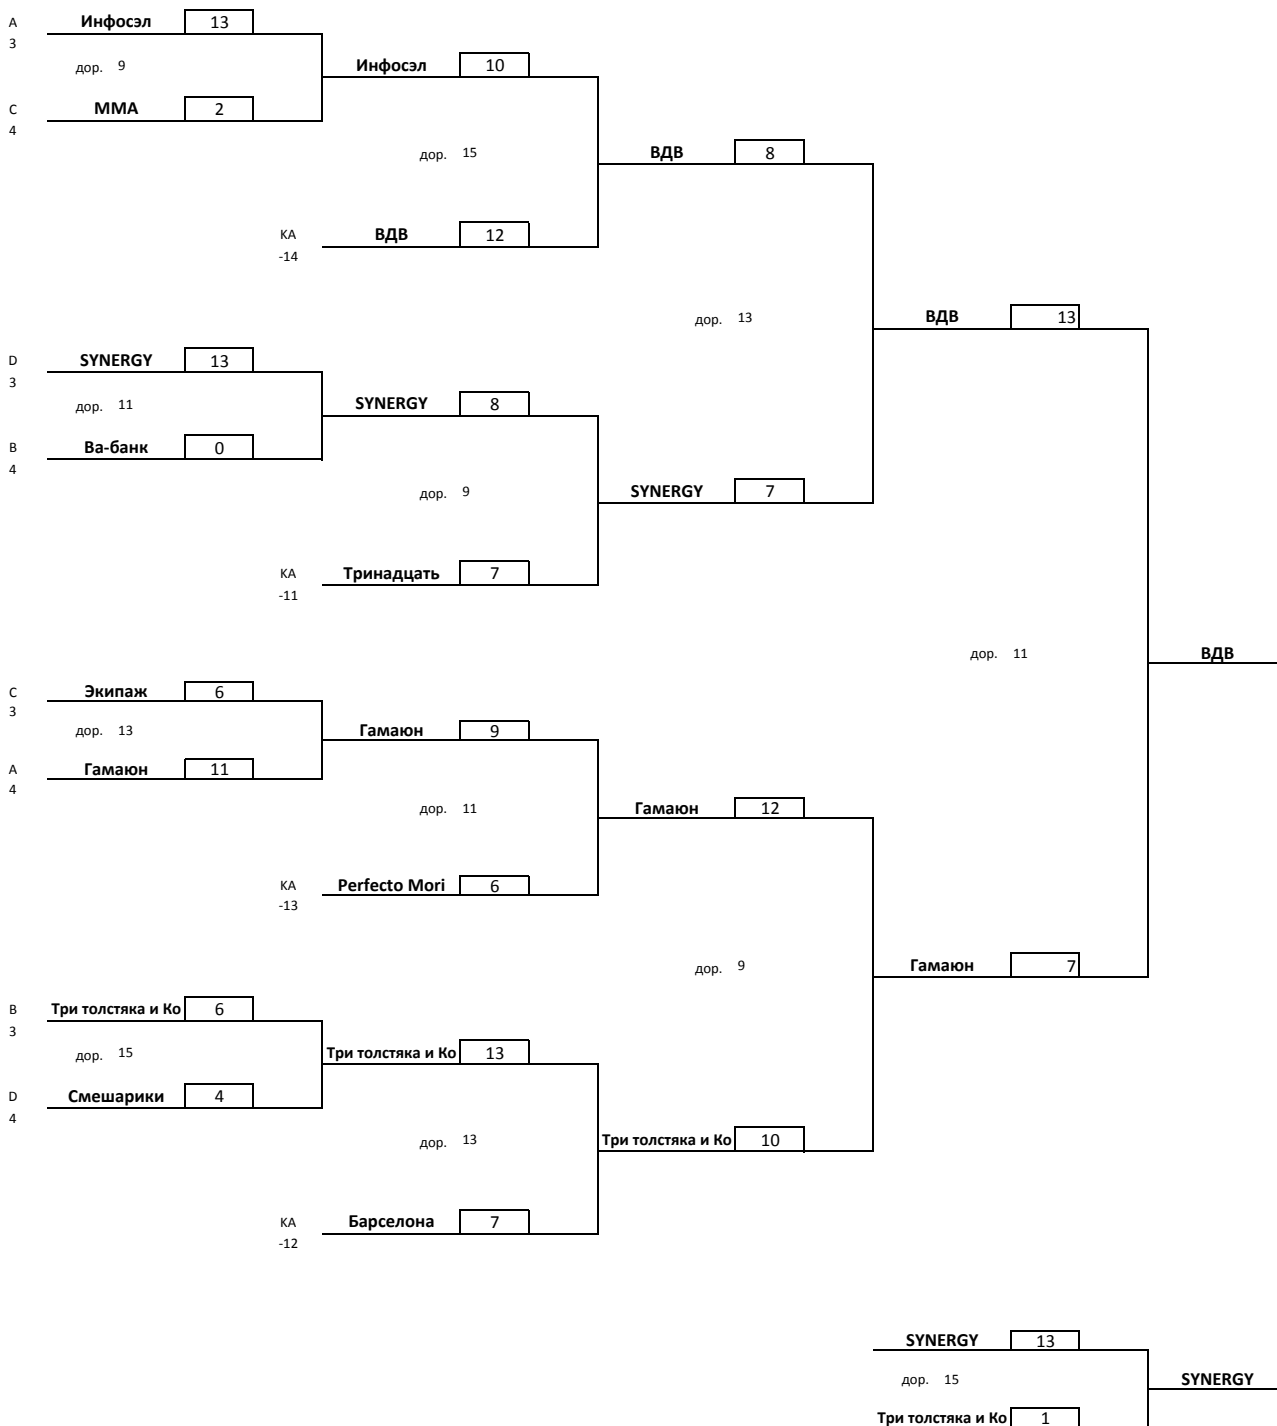 A Инфосэл 13
3
дор. 9
Инфосэл 10
C ММА 2
4
дор. 15
ВДВ 8
KA ВДВ 12
-14
дор. 13
ВДВ 13
D SYNERGY 13
3
дор. 11
SYNERGY 8
B Ва-банк 0
4
дор. 9
SYNERGY 7
KA Тринадцать 7
-11
дор. 11
ВДВ
C Экипаж 6
3
дор. 13
Гамаюн 9
A Гамаюн 11
4
дор. 11
Гамаюн 12
KA Perfecto Mori 6
-13
дор. 9
Гамаюн 7
B Три толстяка и Ко 6
3
дор. 15
Три толстяка и Ко 13
D Смешарики 4
4
дор. 13
Три толстяка и Ко 10
KA Барселона 7
-12
SYNERGY 13
дор. 15
SYNERGY
Три толстяка и Ко 1